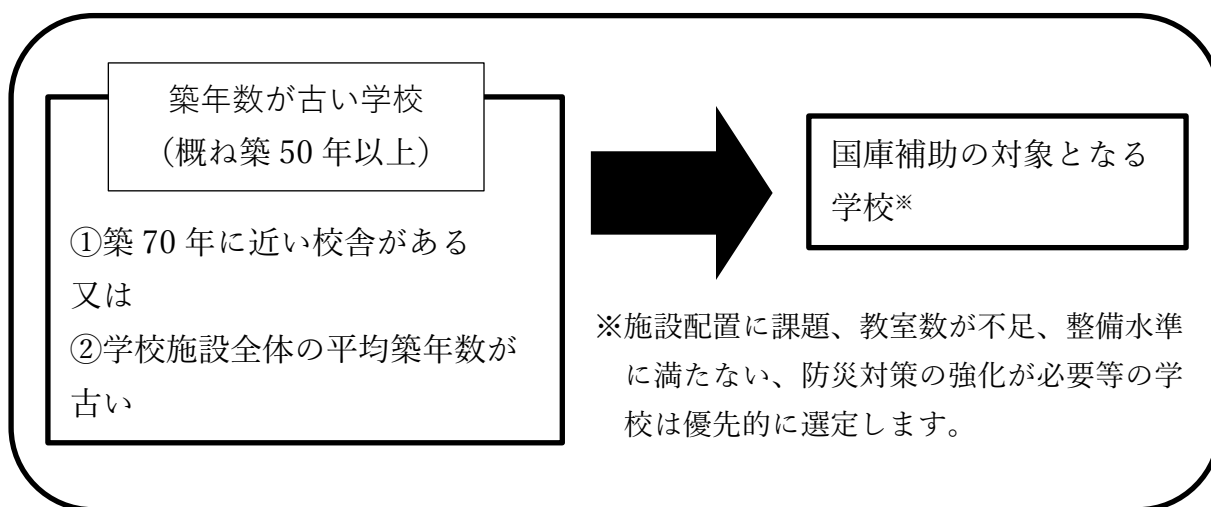 築年数が古い学校
（概ね築 50 年以上）
①築 70 年に近い校舎がある
又は
②学校施設全体の平均築年数が
古い
国庫補助の対象となる
学校※
※施設配置に課題、教室数が不足、整備水準
に満たない、防災対策の強化が必要等の学
校は優先的に選定します。